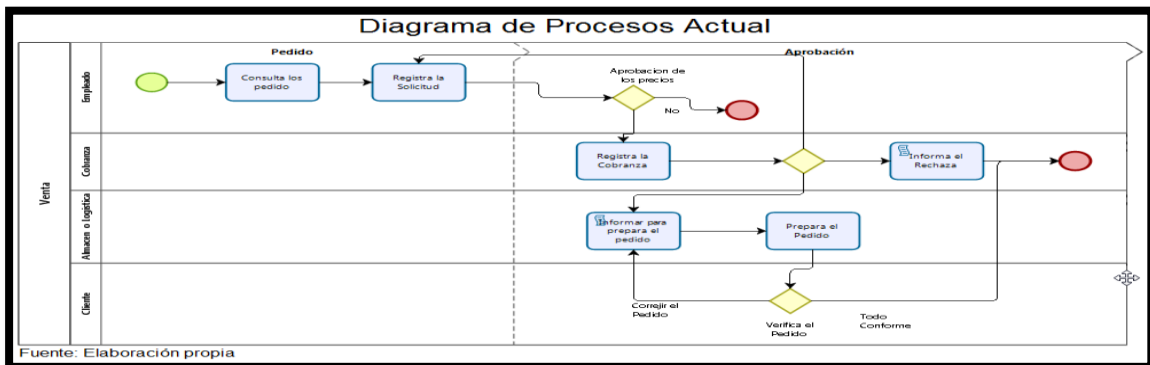 Diagrama de Procesos Actual
Pedido
Aprobación
Venta
Empleado
Consulta los
pedido
Registra la
Solicitud
Aprobacion de
los precios
No
Cobranza
Registra la
Cobranza
Informa el
Rechaza
Almacen o logística
Informar para
prepara el
pedido
Prepara el
Pedido
Cliente
Correjir el
Pedido
Verifica el
Pedido
Todo
Conforme
Fuente: Elaboración propia